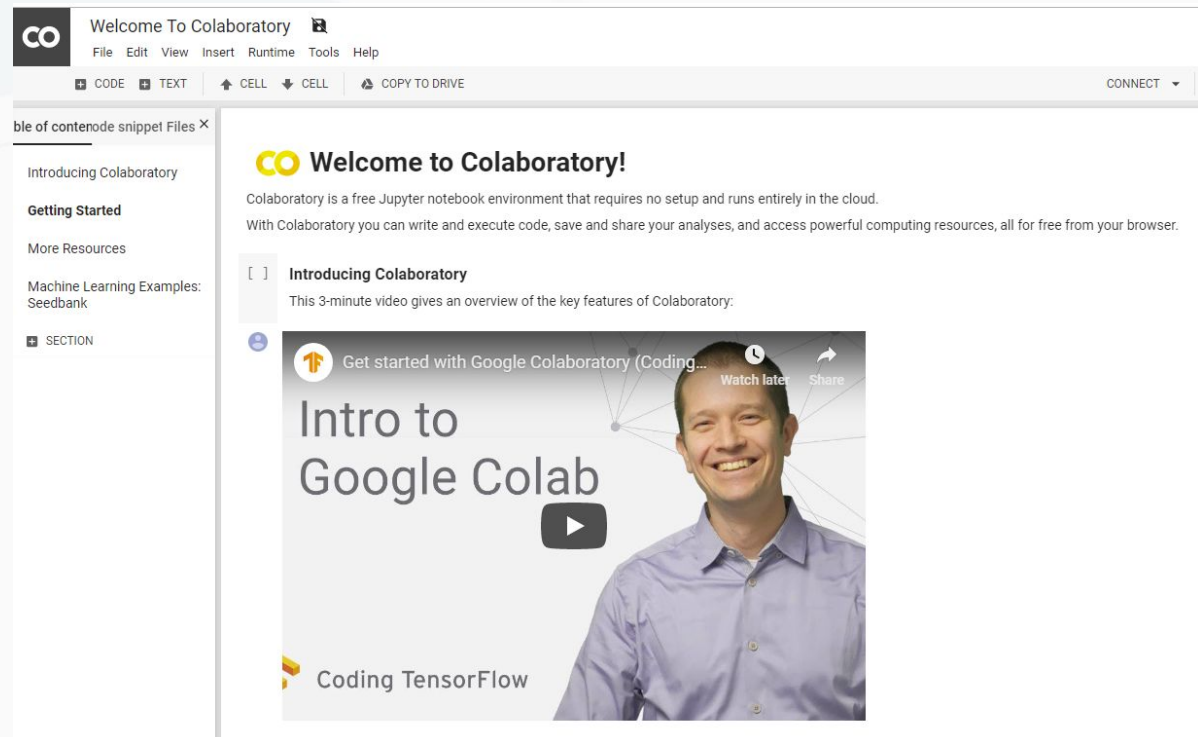 CO Welcome To Colaboratory
File Edit View Insert Runtime Tools Help
CODE TEXT CELL CELL COPY TO DRIVE CONNECT
ble of conten ode snippet Files ×
Introducing Colaboratory
Getting Started
More Resources
Machine Learning Examples:
Seedbank
SECTION
CO Welcome to Colaboratory!
Colaboratory is a free Jupyter notebook environment that requires no setup and runs entirely in the cloud.
With Colaboratory you can write and execute code, save and share your analyses, and access powerful computing resources, all for free from your browser.
[ ] Introducing Colaboratory
This 3-minute video gives an overview of the key features of Colaboratory:
Get started with Google Colaboratory (Coding...
Watch later Share
Intro to
Google Colab
Coding TensorFlow